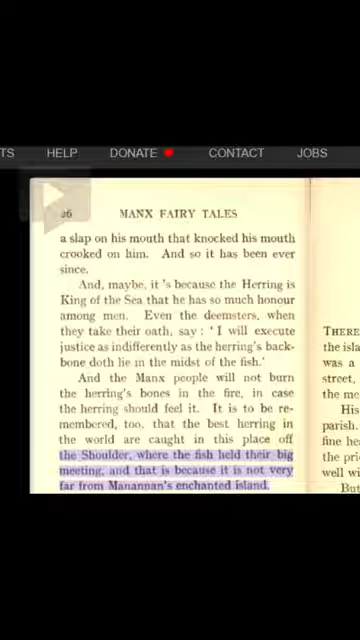 TS HELP DONATE CONTACT JOBS
26 MANX FAIRY TALES
a slap on his mouth that knocked his mouth
crooked on him. And so it has been ever
since.
And, maybe, it's because the Herring is
King of the Sea that he has so much honour
among men. Even the deemsters, when
they take their oath, say: 'I will execute
justice as indifferently as the herring's back-
bone doth lie in the midst of the fish.'
And the Manx people will not burn
the herring's bones in the fire, in case
the herring should feel it. It is to be re-
membered, too, that the best herring in
the world are caught in this place off
the Shoulder, where the fish held their big
meeting, and that is because it is not very
far from Manannan's enchanted island.
THERE
the isla
was a
street,
the me
His
parish.
fine he
the pri
well wi
But